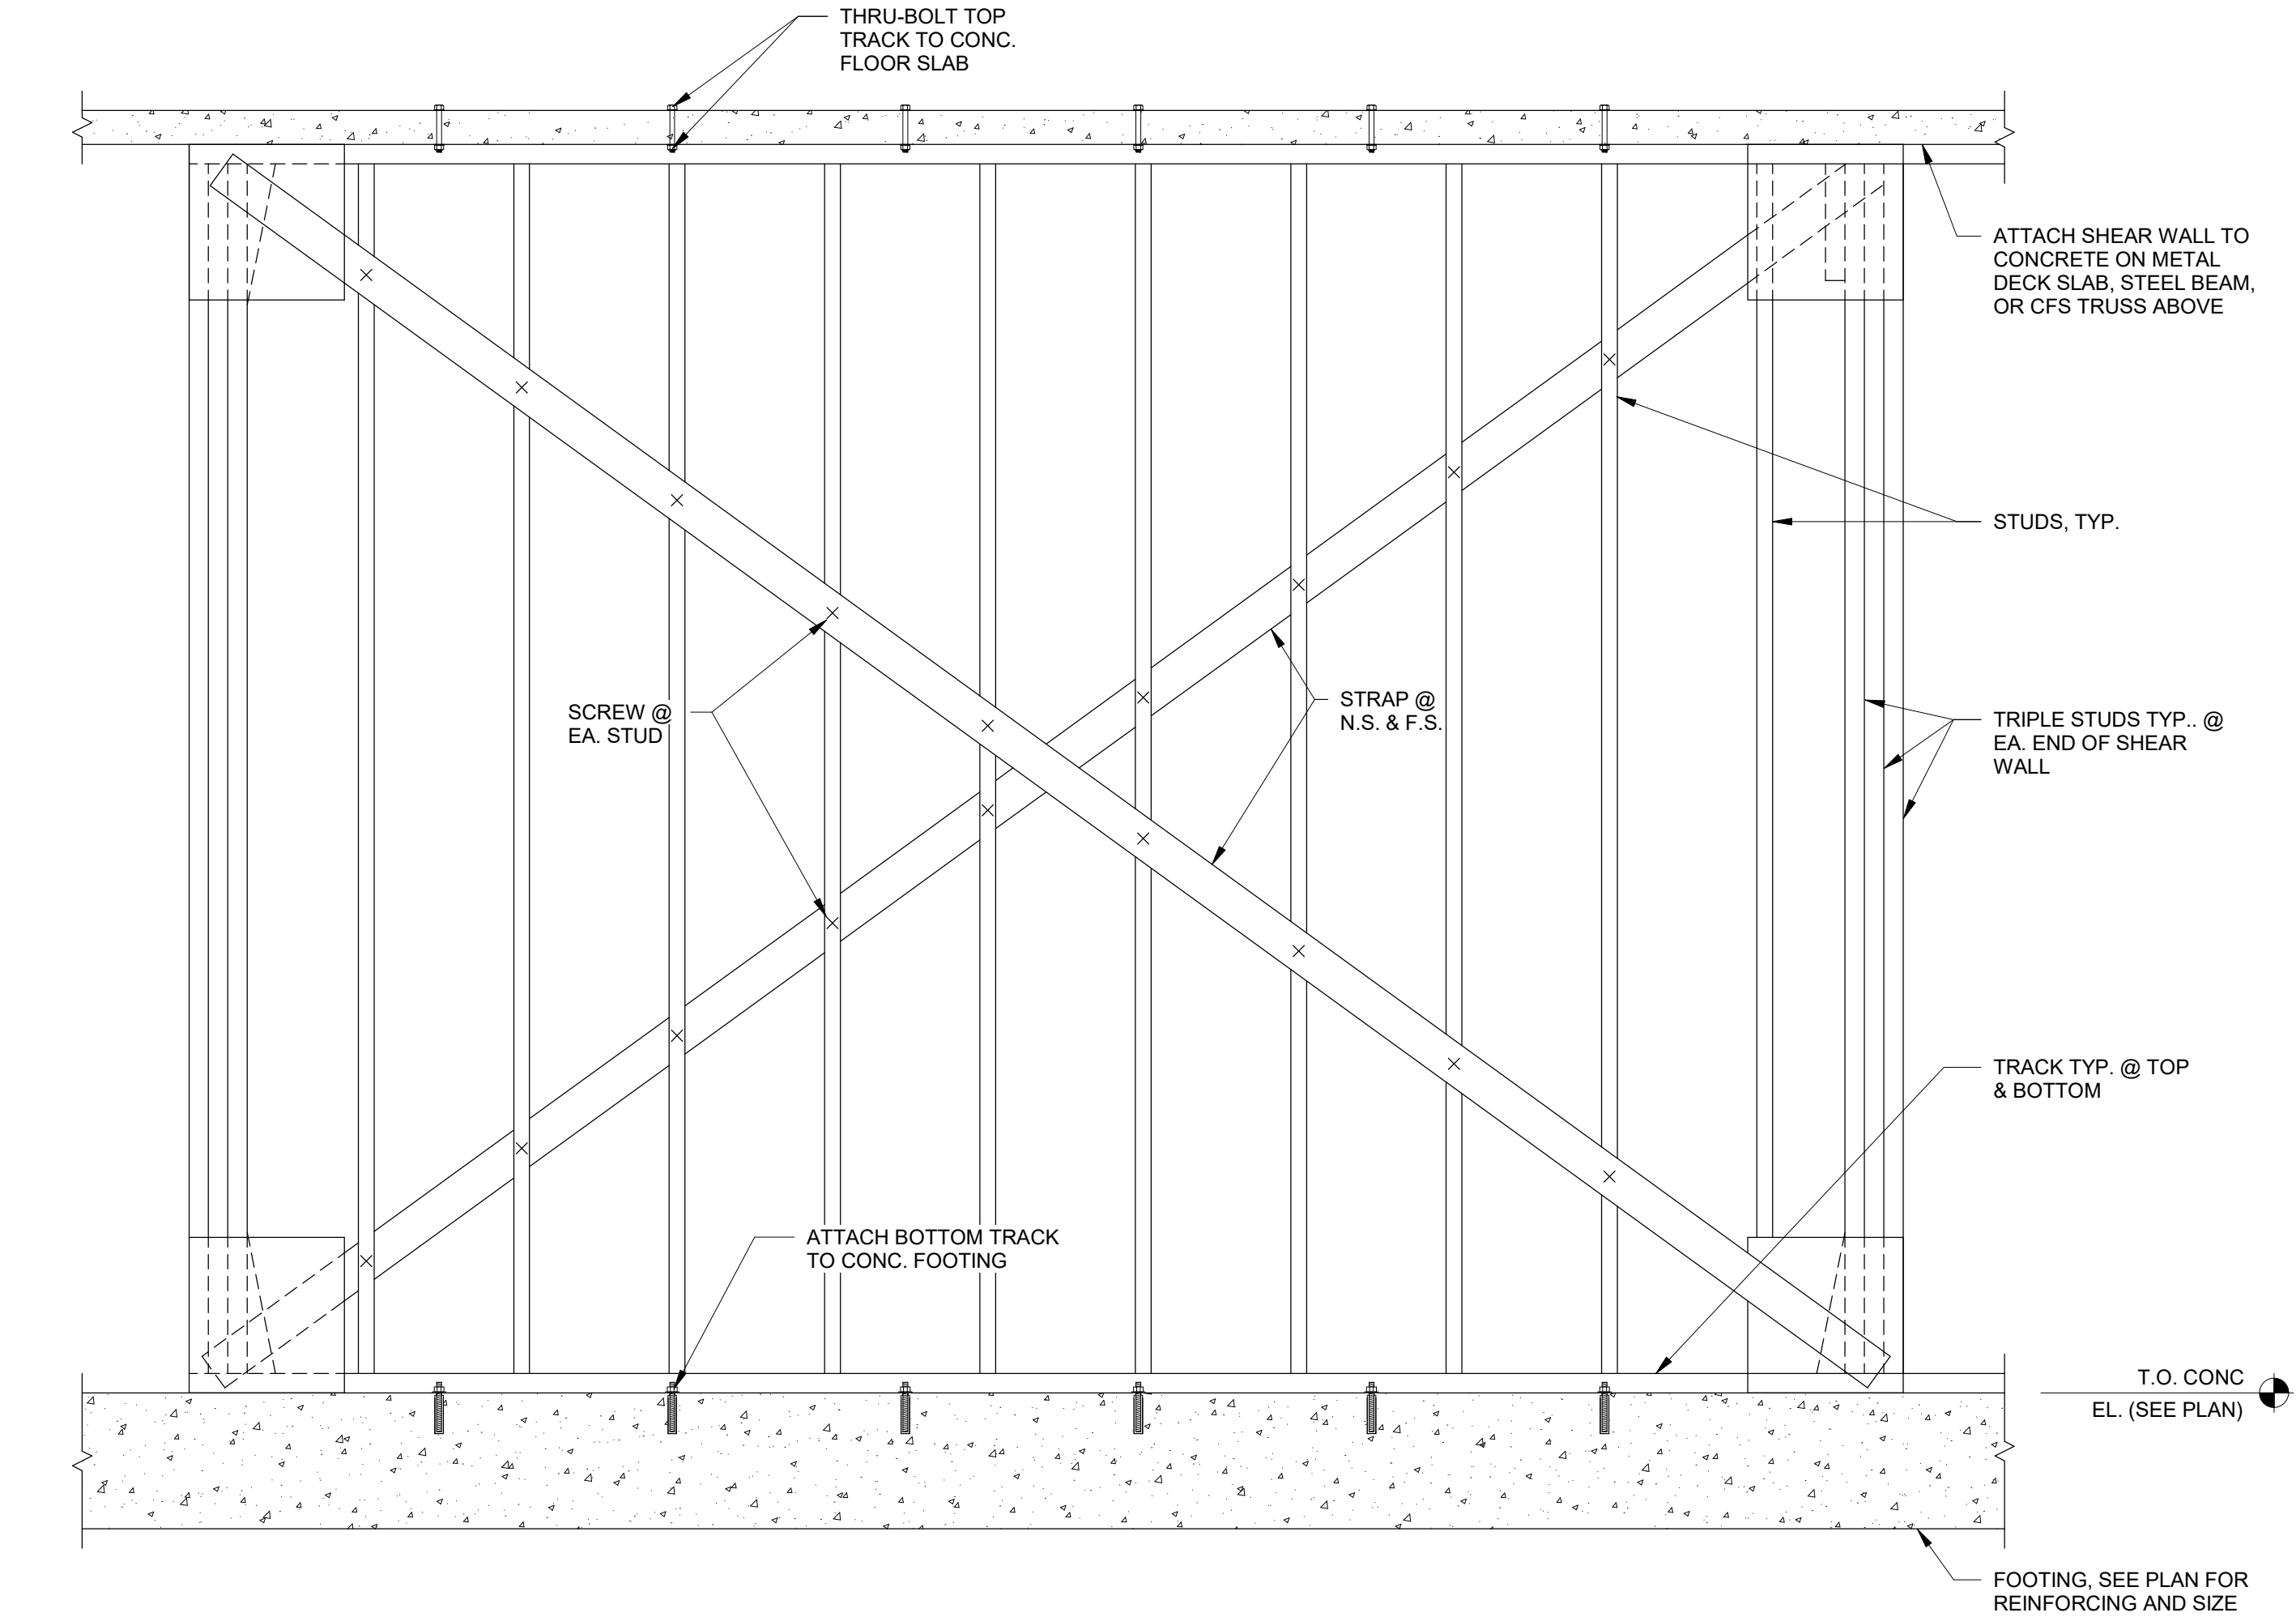 THRU-BOLT TOP
TRACK TO CONC.
FLOOR SLAB
ATTACH SHEAR WALL TO
CONCRETE ON METAL
DECK SLAB, STEEL BEAM,
OR CFS TRUSS ABOVE
STUDS, TYP.
SCREW @
EA. STUD
STRAP @
N.S. & F.S.
TRIPLE STUDS TYP.. @
EA. END OF SHEAR
WALL
TRACK TYP. @ TOP
& BOTTOM
ATTACH BOTTOM TRACK
TO CONC. FOOTING
T.O. CONC
EL. (SEE PLAN)
FOOTING, SEE PLAN FOR
REINFORCING AND SIZE